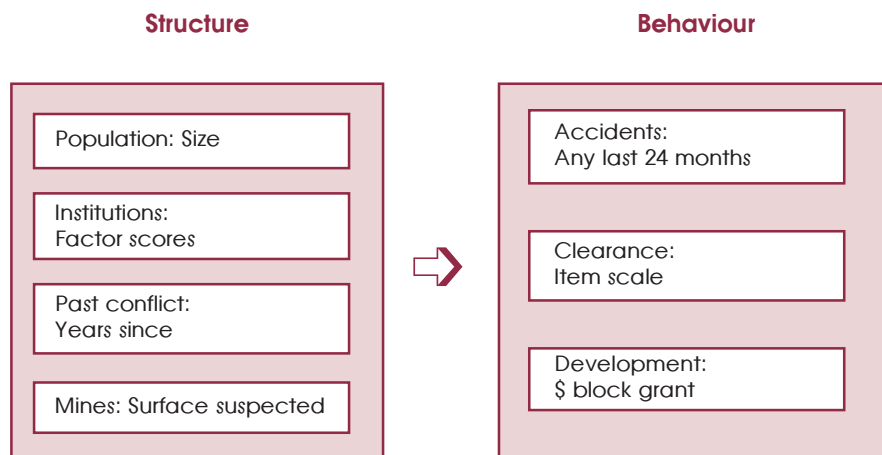 Structure
Population: Size
Institutions:
Factor scores
Past conflict:
Years since
Mines: Surface suspected
Behaviour
Accidents:
Any last 24 months
Clearance:
Item scale
Development:
$ block grant